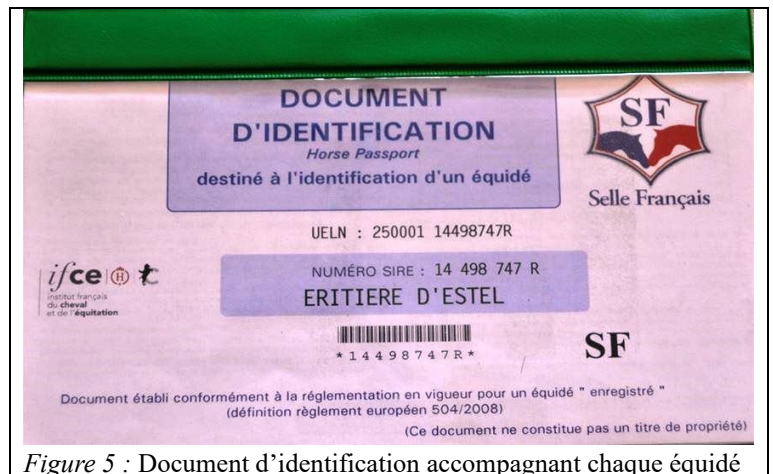 DOCUMENT
D'IDENTIFICATION
Horse Passport
destiné à l'identification d'un équidé
SF
Selle Français
UELN : 250001 14498747R
ifce
institut français
du cheval
et de l'équitation
NUMÉRO SIRE : 14 498 747 R
ERITIERE D'ESTEL
*14498747R*
SF
Document établi conformément à la réglementation en vigueur pour un équidé " enregistré "
(définition règlement européen 504/2008)
(Ce document ne constitue pas un titre de propriété)
Figure 5 : Document d’identification accompagnant chaque équidé